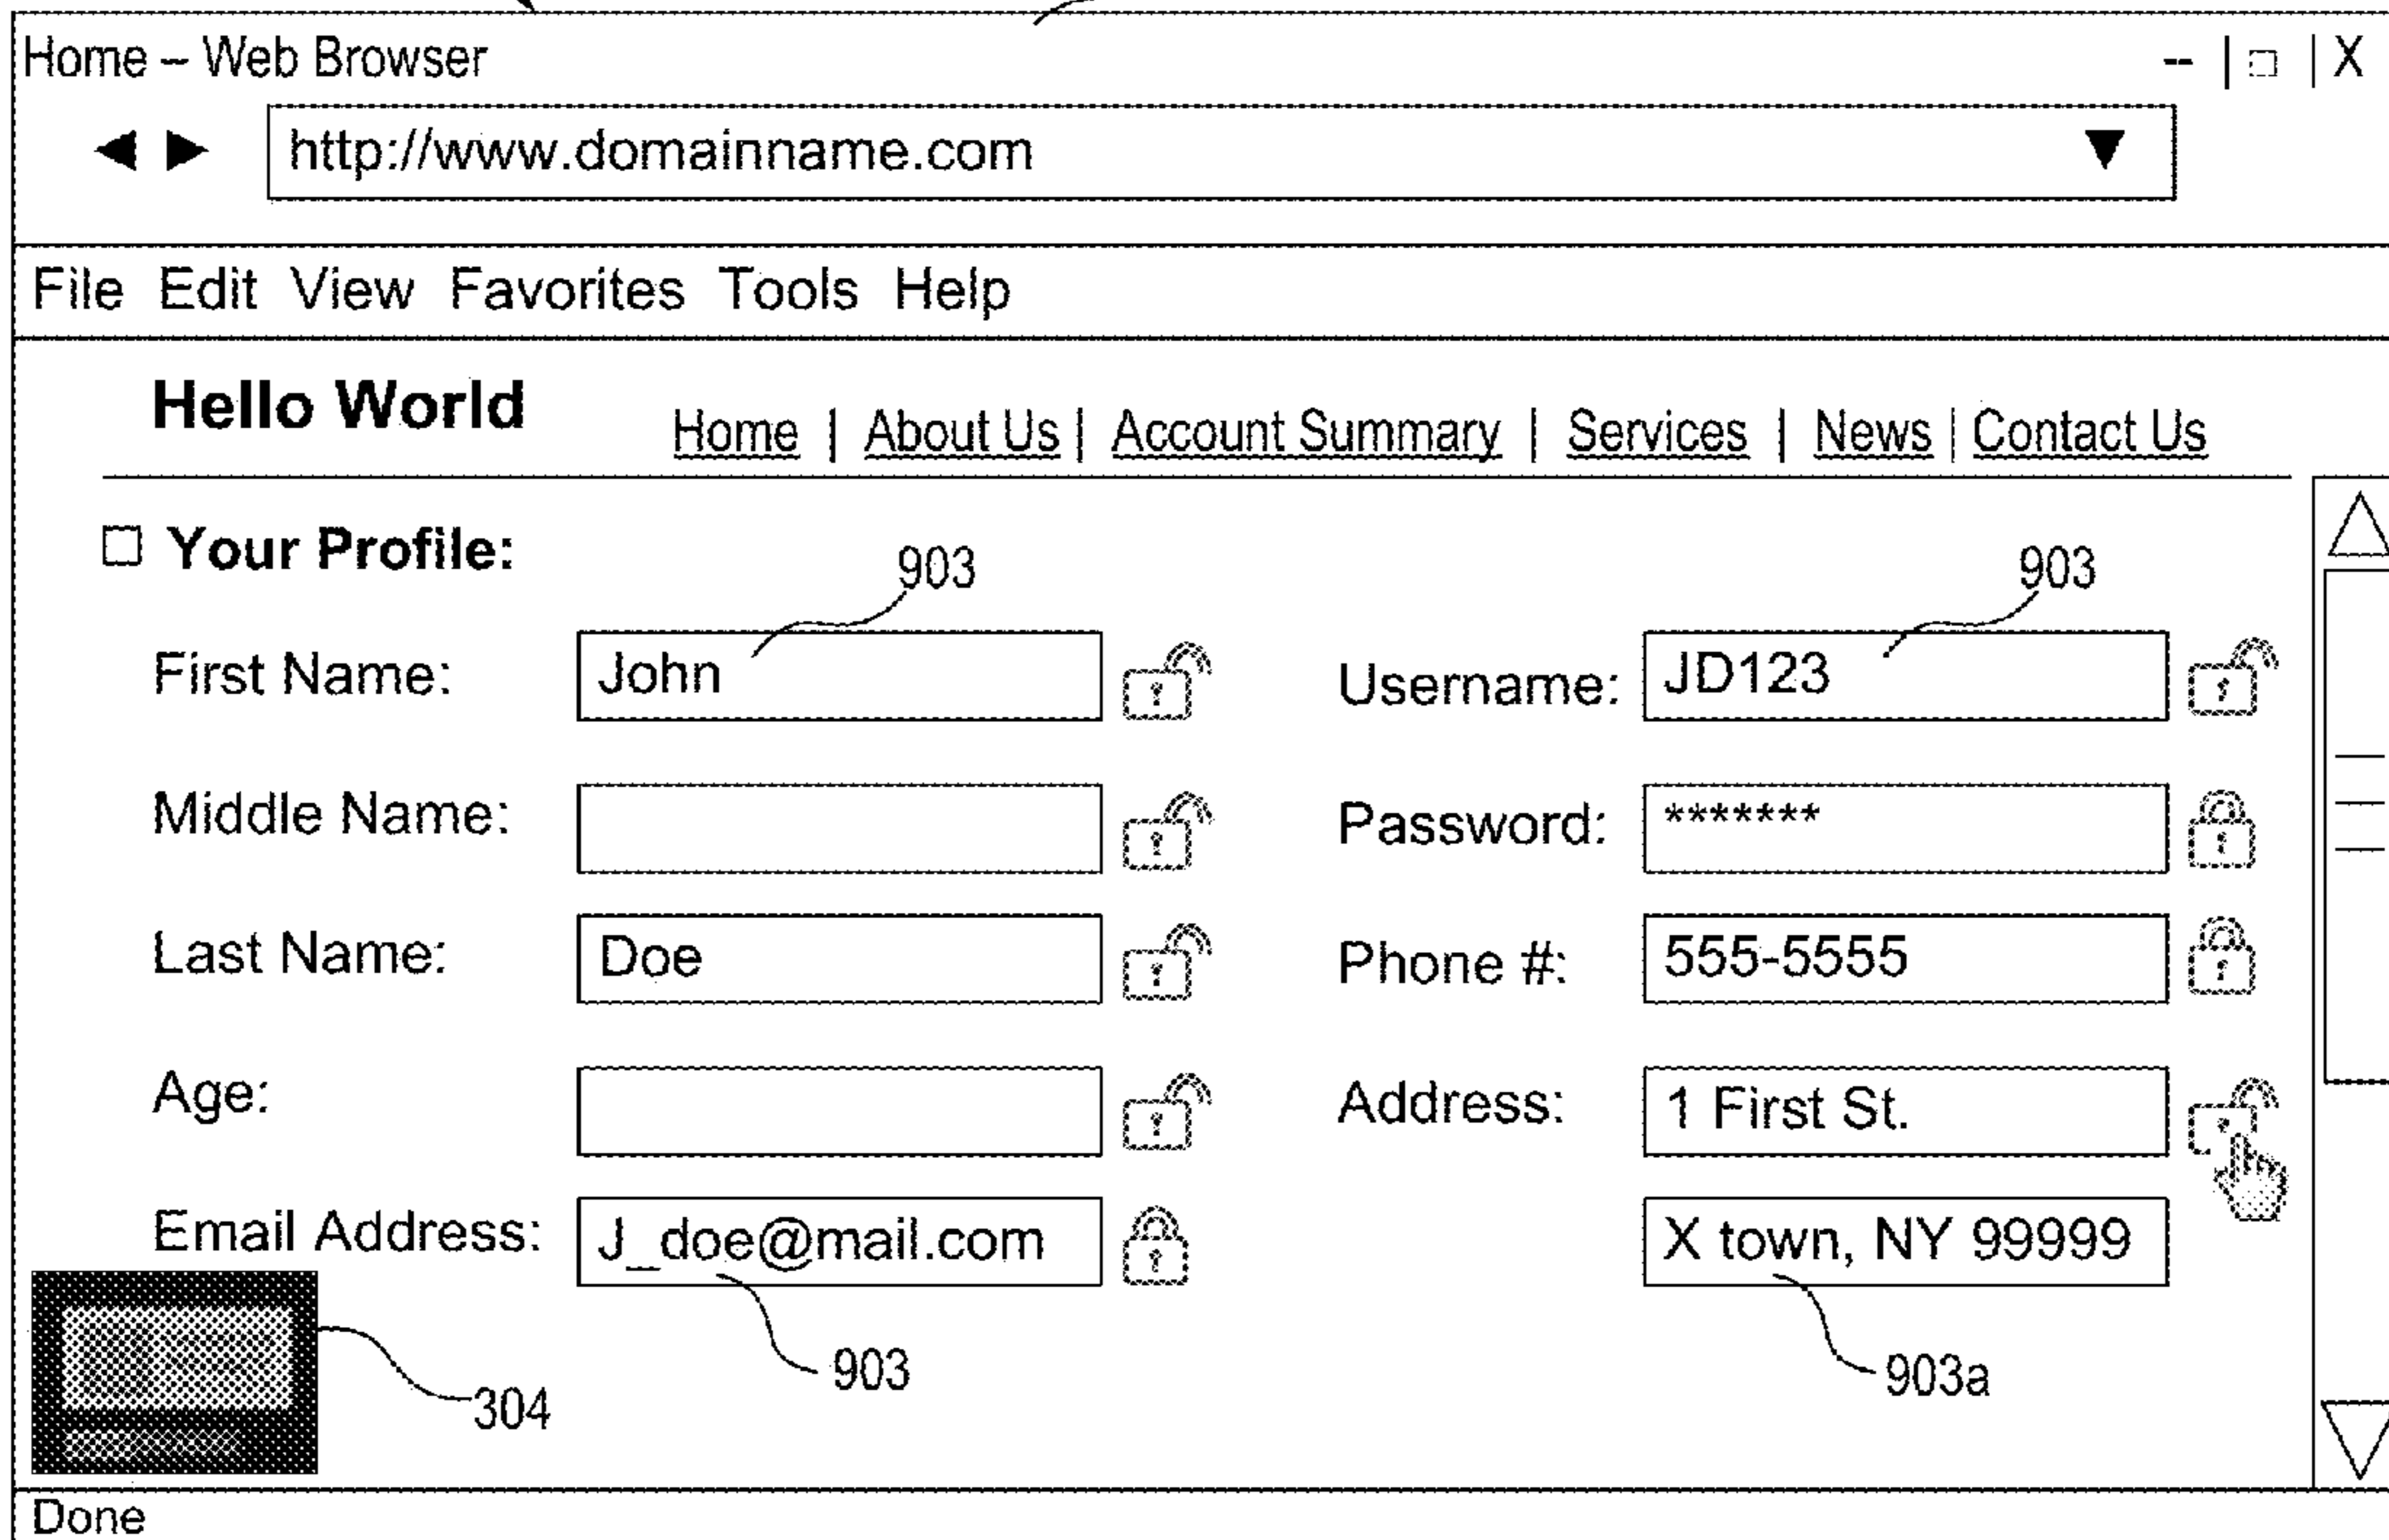 Home – Web Browser -- | □ | X
http://www.domainname.com
File Edit View Favorites Tools Help
Hello World Home | About Us | Account Summary | Services | News | Contact Us
Your Profile:
903 903
First Name: John Username: JD123
Middle Name: Password: *******
Last Name: Doe Phone #: 555-5555
Age: Address: 1 First St.
Email Address: J_doe@mail.com X town, NY 99999
903 903a
304
Done